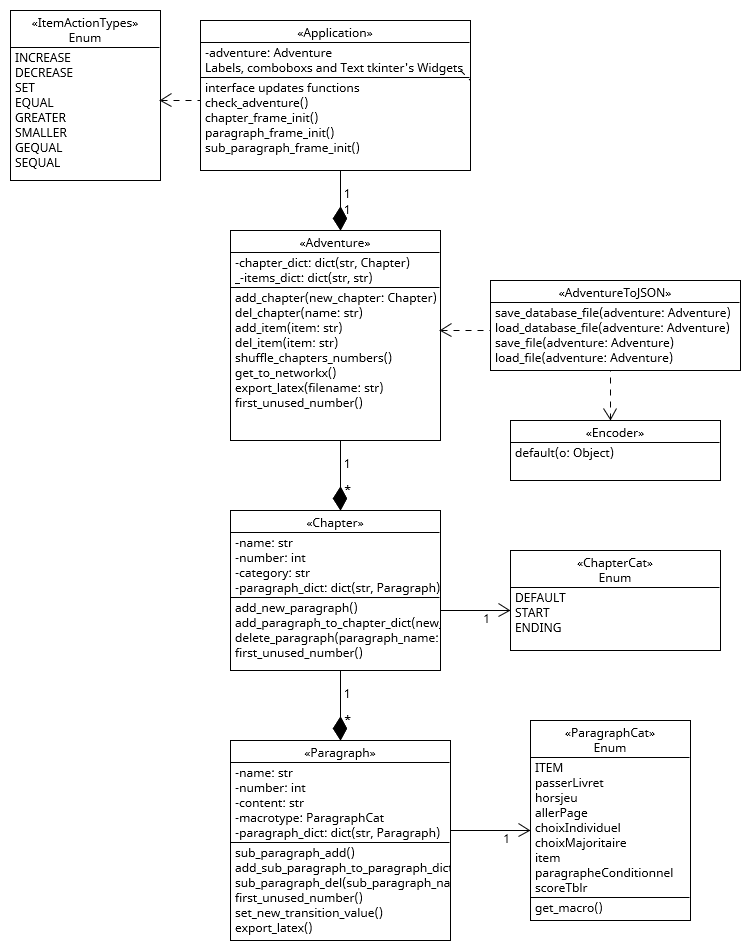 «ItemActionTypes»
Enum
INCREASE
DECREASE
SET
EQUAL
GREATER
SMALLER
GEQUAL
SEQUAL
«Application»
-adventure: Adventure
Labels, comboboxs and Text tkinter's Widgets
interface updates functions
check_adventure()
chapter_frame_init()
paragraph_frame_init()
sub_paragraph_frame_init()
1
1
«Adventure»
-chapter_dict: dict(str, Chapter)
_-items_dict: dict(str, str)
add_chapter(new_chapter: Chapter)
del_chapter(name: str)
add_item(item: str)
del_item(item: str)
shuffle_chapters_numbers()
get_to_networkx()
export_latex(filename: str)
first_unused_number()
«AdventureToJSON»
save_database_file(adventure: Adventure)
load_database_file(adventure: Adventure)
save_file(adventure: Adventure)
load_file(adventure: Adventure)
«Encoder»
default(o: Object)
1
*
«Chapter»
-name: str
-number: int
-category: str
-paragraph_dict: dict(str, Paragraph)
add_new_paragraph()
add_paragraph_to_chapter_dict(new_
delete_paragraph(paragraph_name:
first_unused_number()
1
«ChapterCat»
Enum
DEFAULT
START
ENDING
1
*
«Paragraph»
-name: str
-number: int
-content: str
-macrotype: ParagraphCat
-paragraph_dict: dict(str, Paragraph)
sub_paragraph_add()
add_sub_paragraph_to_paragraph_dict
sub_paragraph_del(sub_paragraph_na
first_unused_number()
set_new_transition_value()
export_latex()
1
«ParagraphCat»
Enum
ITEM
passerLivret
horsjeu
allerPage
choixIndividuel
choixMajoritaire
item
paragrapheConditionnel
scoreTblr
get_macro()